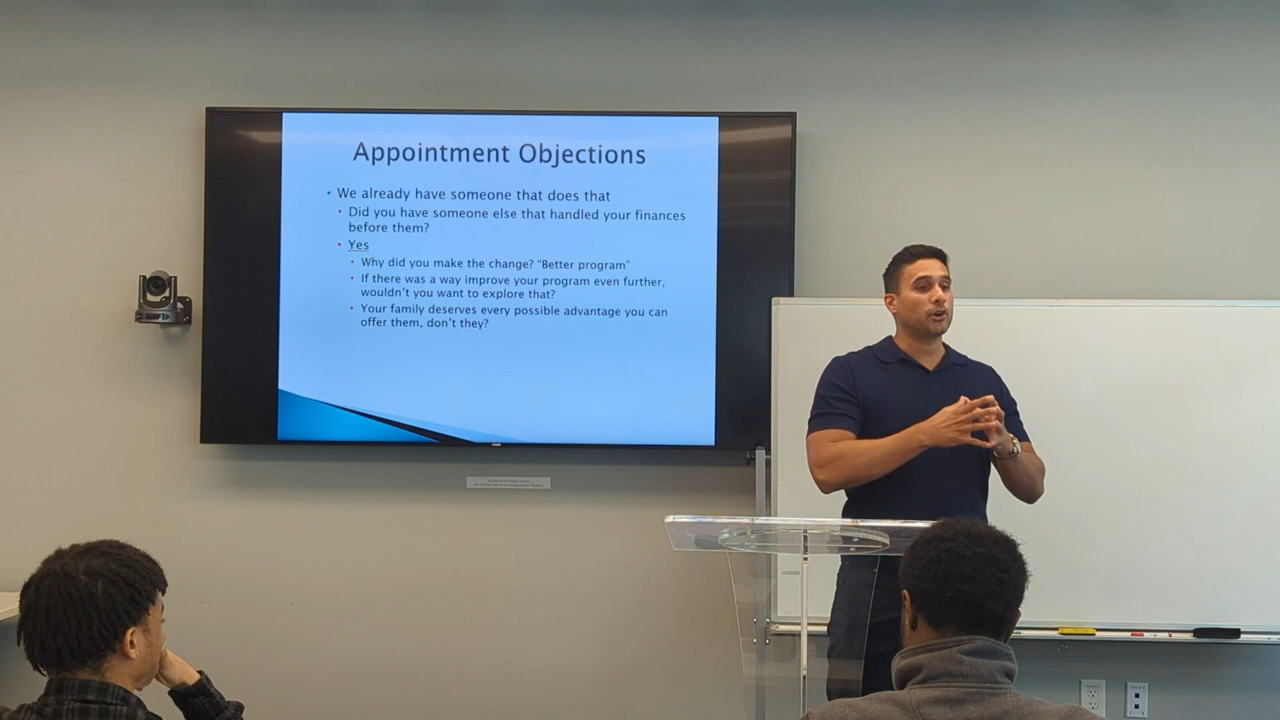 Appointment Objections
We already have someone that does that
Did you have someone else that handled your finances
before them?
Yes
Why did you make the change? "Better program"
If there was a way improve your program even further,
wouldn't you want to explore that?
Your family deserves every possible advantage you can
offer them, don't they?